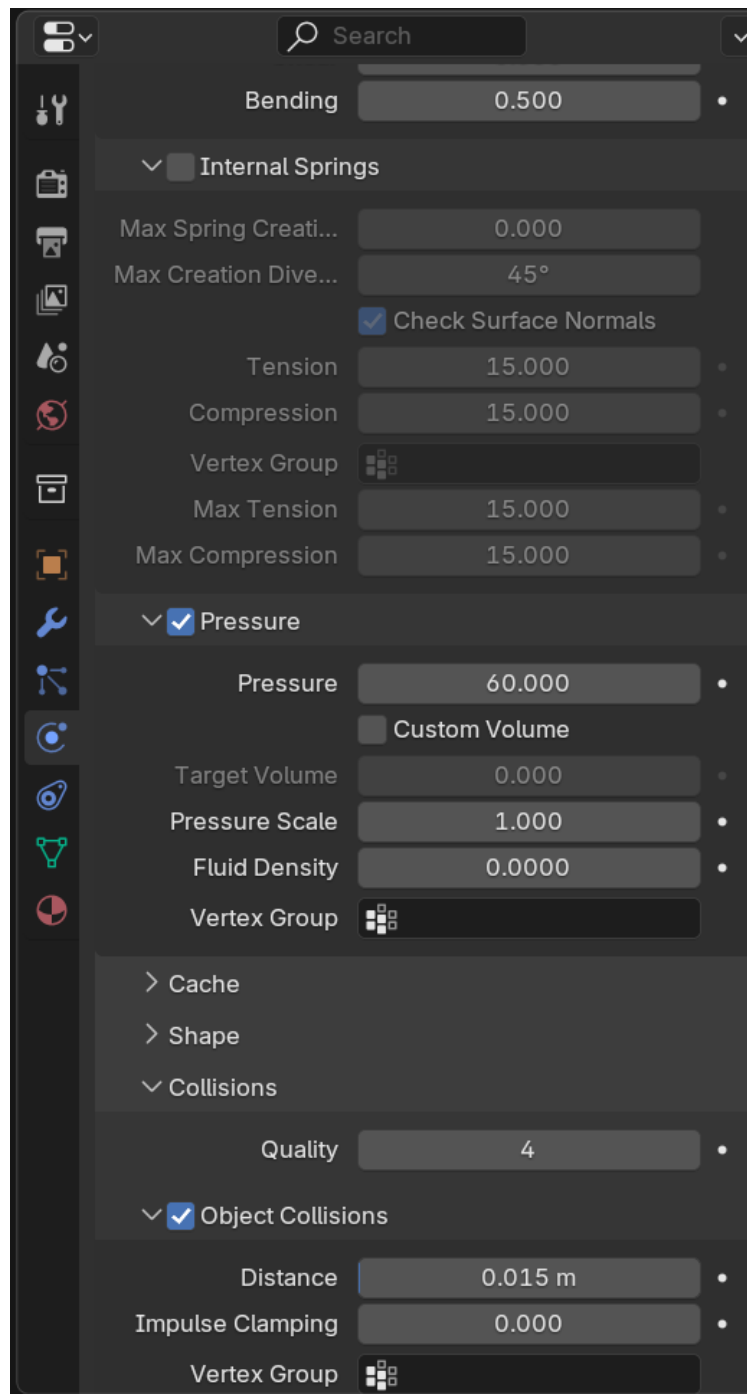 Search
Bending 0.500
Internal Springs
Max Spring Creati... 0.000
Max Creation Dive... 45°
Check Surface Normals
Tension 15.000
Compression 15.000
Vertex Group
Max Tension 15.000
Max Compression 15.000
Pressure
Pressure 60.000
Custom Volume
Target Volume 0.000
Pressure Scale 1.000
Fluid Density 0.0000
Vertex Group
Cache
Shape
Collisions
Quality 4
Object Collisions
Distance 0.015 m
Impulse Clamping 0.000
Vertex Group